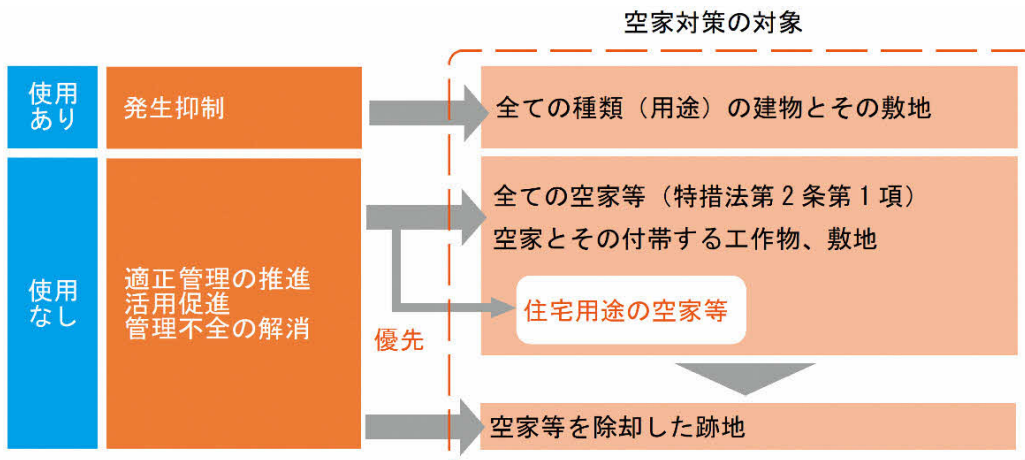 空家対策の対象
使用
あり
発生抑制
全ての種類（用途）の建物とその敷地
使用
なし
適正管理の推進
活用促進
管理不全の解消
優先
全ての空家等（特措法第２条第１項）
空家とその付帯する工作物、敷地
住宅用途の空家等
空家等を除却した跡地